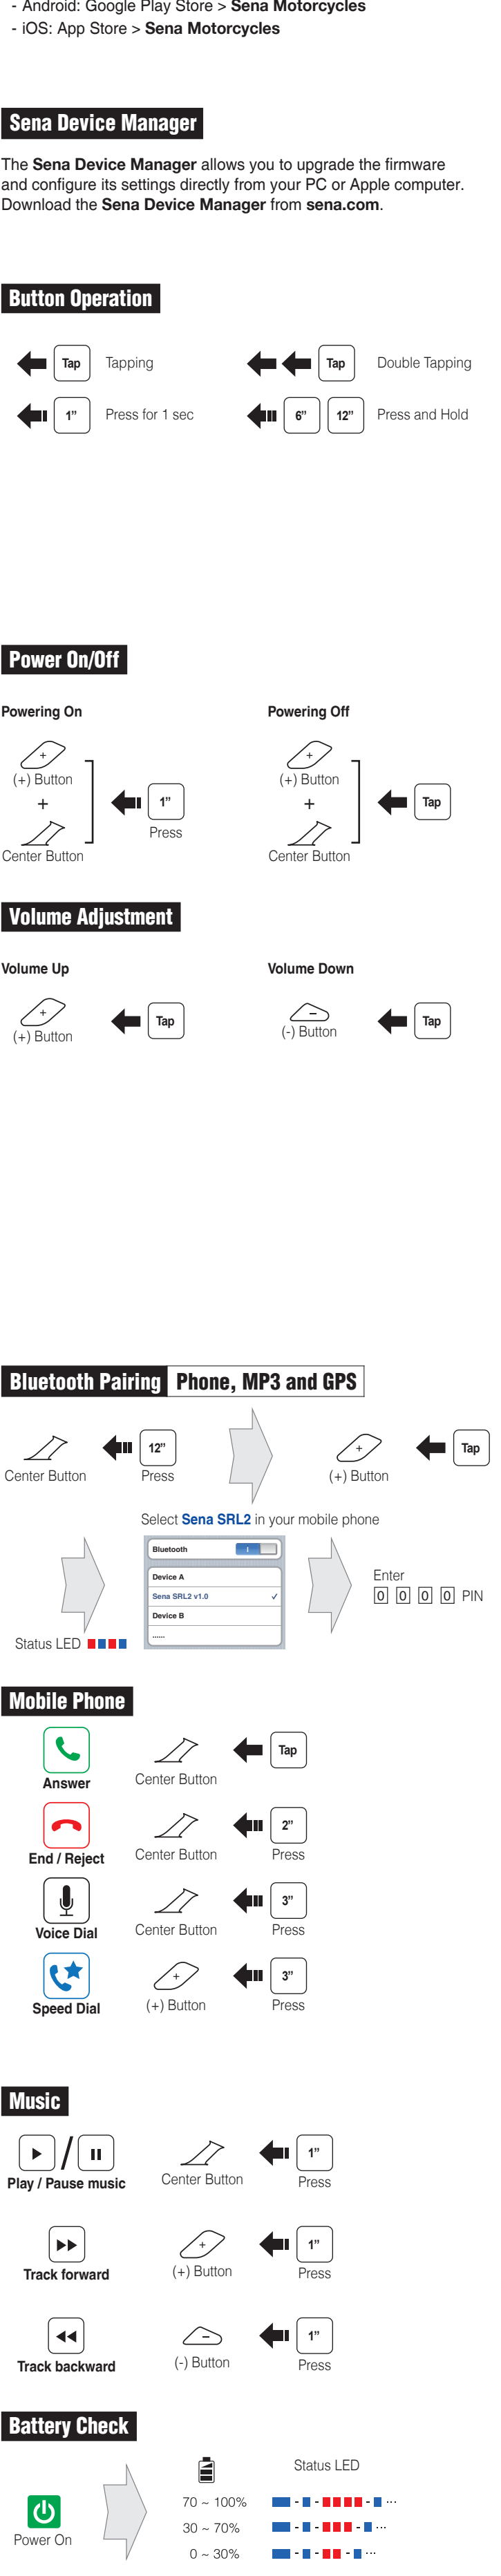 - Android: Google Play Store > Sena Motorcycles
- iOS: App Store > Sena Motorcycles
Sena Device Manager
The Sena Device Manager allows you to upgrade the firmware
and configure its settings directly from your PC or Apple computer.
Download the Sena Device Manager from sena.com.
Button Operation
Tap Tapping
Tap Double Tapping
1" Press for 1 sec
6" 12" Press and Hold
Power On/Off
Powering On
Powering Off
+
(+) Button
+
Center Button
1"
Press
+
(+) Button
+
Center Button
Tap
Volume Adjustment
Volume Up
Volume Down
+
(+) Button
Tap
-
(-) Button
Tap
Bluetooth Pairing Phone, MP3 and GPS
Center Button
12"
Press
+
(+) Button
Tap
Select Sena SRL2 in your mobile phone
Status LED
Bluetooth I
Device A
Sena SRL2 v1.0 ✓
Device B
......
Enter
0 0 0 0 PIN
Mobile Phone
Answer
Center Button
Tap
End / Reject
Center Button
2"
Press
Voice Dial
Center Button
3"
Press
Speed Dial
+
(+) Button
3"
Press
Music
/
Play / Pause music
Center Button
1"
Press
Track forward
+
(+) Button
1"
Press
Track backward
-
(-) Button
1"
Press
Battery Check
Power On
Status LED
70 ~ 100% - - - ...
30 ~ 70% - - - ...
0 ~ 30% - - - ...